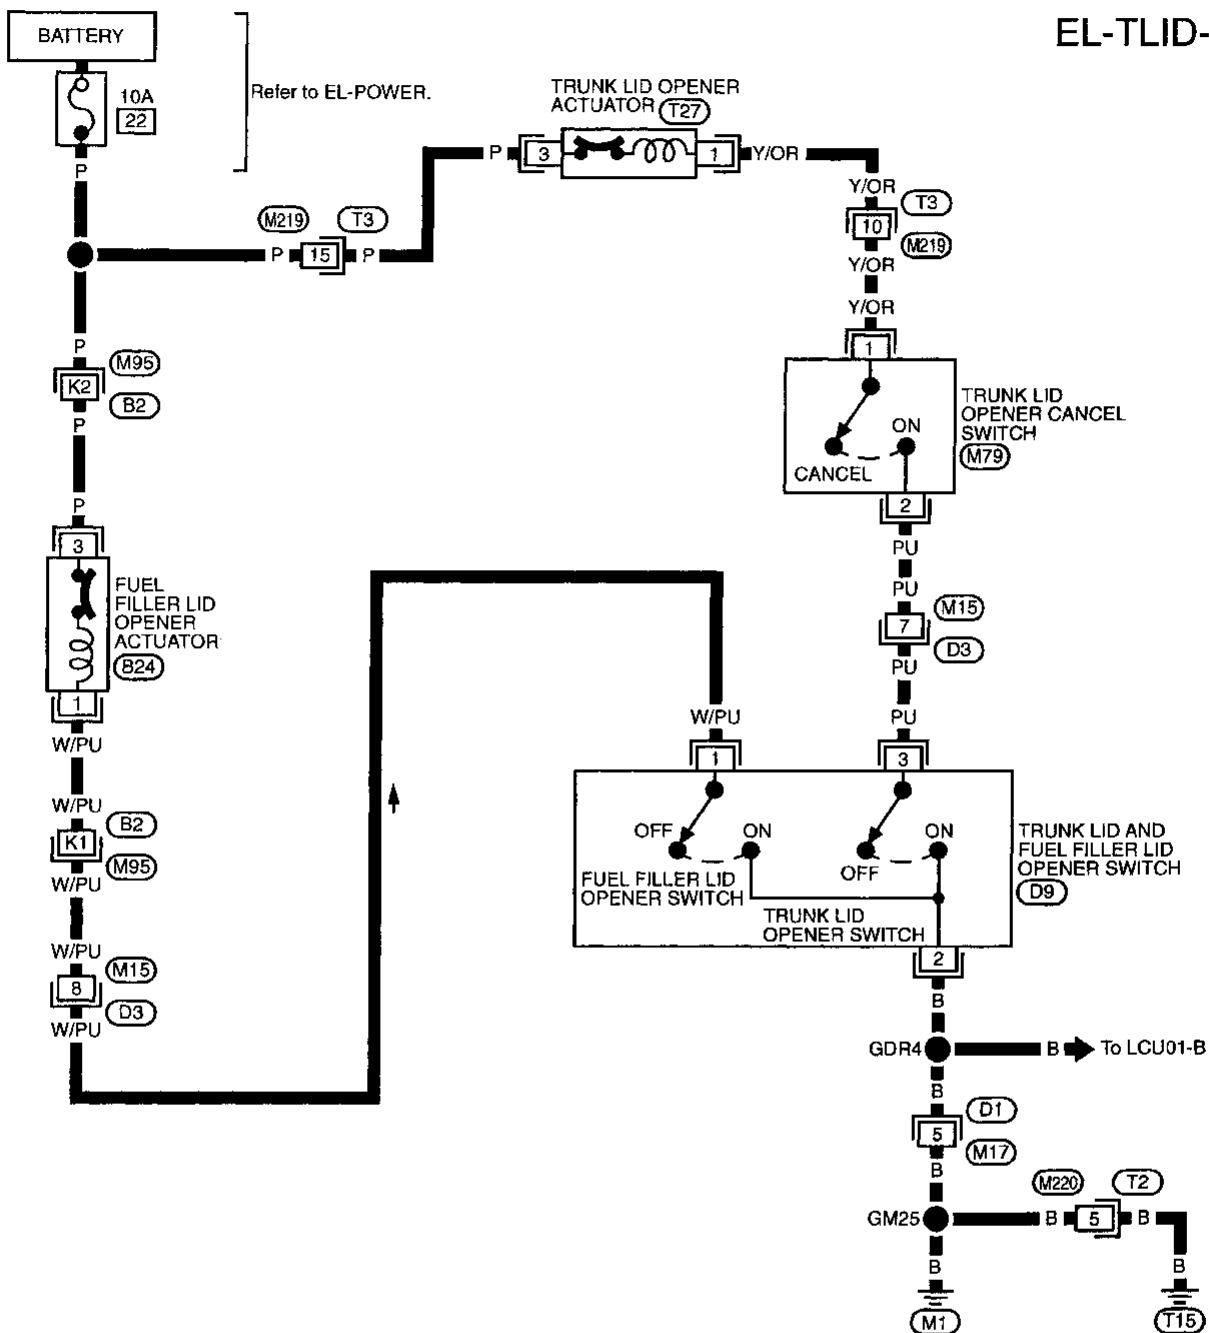 EL-TLID-
BATTERY
10A
22
Refer to EL-POWER.
P
TRUNK LID OPENER
ACTUATOR T27
P 3 1 Y/OR
Y/OR
T3
10
M219
Y/OR
Y/OR
M219 T3
P 15 P
P
M95
K2
B2
P
P
1
TRUNK LID
OPENER CANCEL
SWITCH
M79
ON
CANCEL
2
PU
PU
M15
7
D3
PU
PU
3
FUEL
FILLER LID
OPENER
ACTUATOR
B24
1
W/PU
W/PU
B2
K1
M95
W/PU
W/PU
M15
8
D3
W/PU
W/PU
1
3
OFF ON
FUEL FILLER LID
OPENER SWITCH
OFF ON
TRUNK LID
OPENER SWITCH
TRUNK LID AND
FUEL FILLER LID
OPENER SWITCH
D9
2
B
GDR4 B To LCU01-B
B
D1
5
M17
B
GM25
M220 T2
B 5 B
B
M1
B
T15